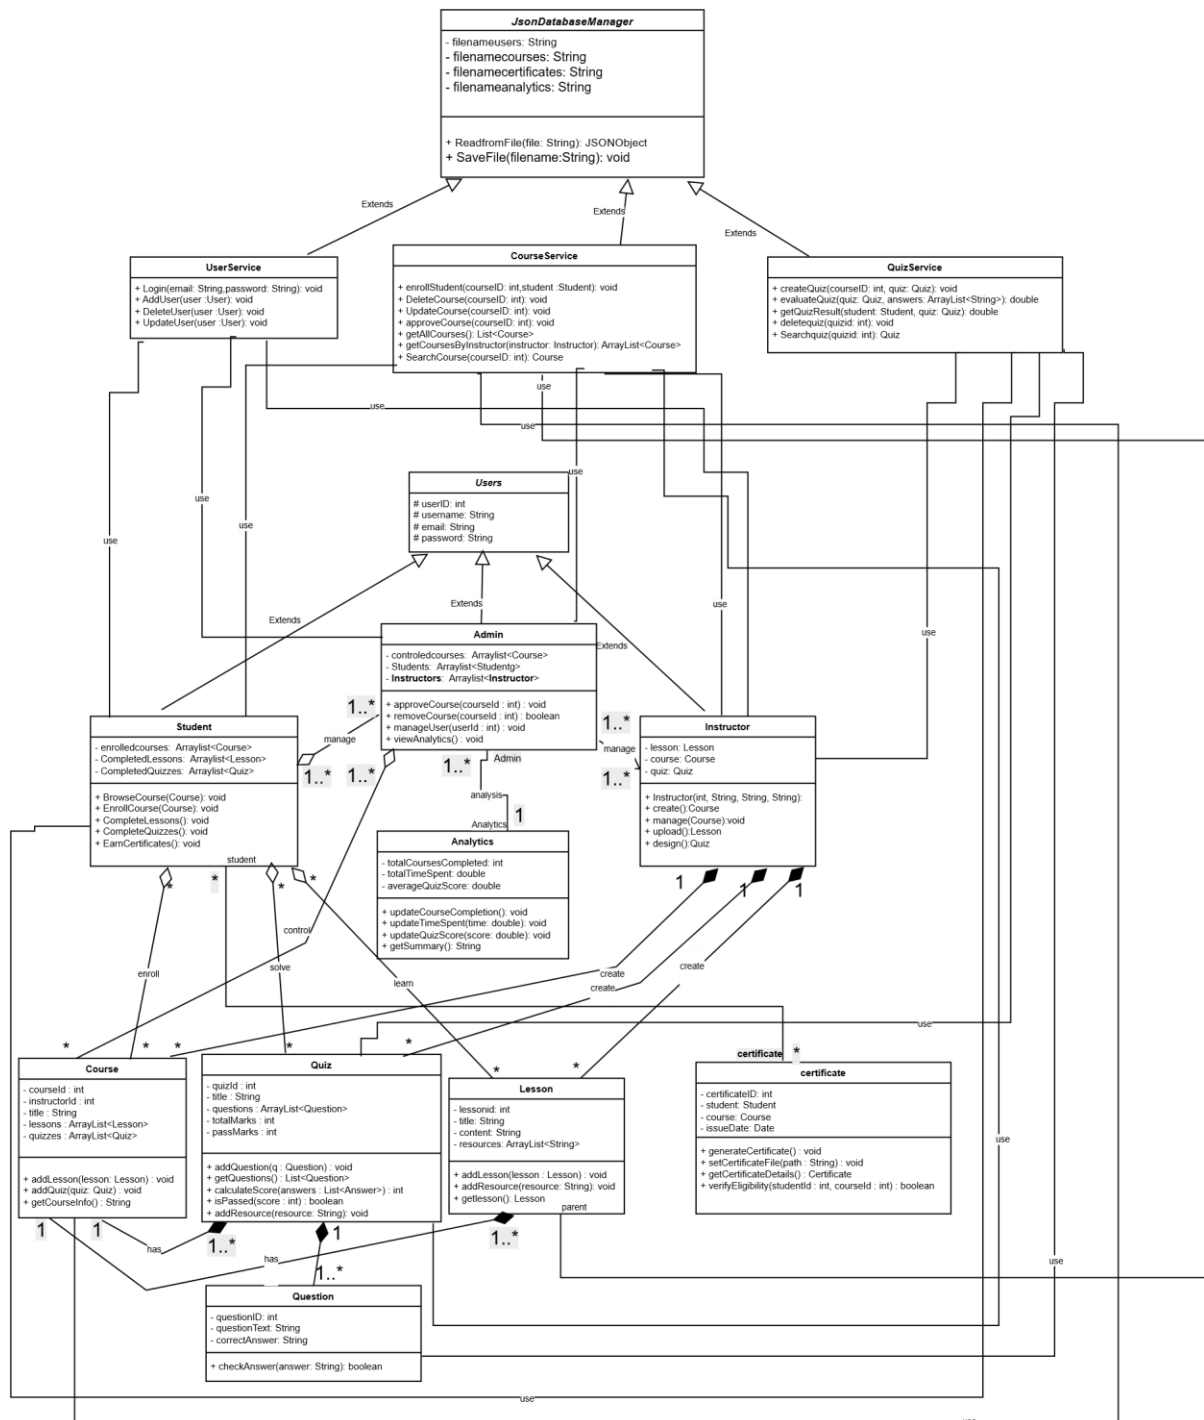 JsonDatabaseManager
- filenameusers: String
- filenamecourses: String
- filenamecertificates: String
- filenameanalytics: String
+ ReadfromFile(file: String): JSONObject
+ SaveFile(filename:String): void
Extends
Extends
Extends
UserService
+ Login(email: String,password: String): void
+ AddUser(user :User): void
+ DeleteUser(user :User): void
+ UpdateUser(user :User): void
CourseService
+ enrollStudent(courseID: int,student :Student): void
+ DeleteCourse(courseID: int): void
+ UpdateCourse(courseID: int): void
+ approveCourse(courseID: int): void
+ getAllCourses(): List<Course>
+ getCoursesByInstructor(instructor: Instructor): ArrayList<Course>
+ SearchCourse(courseID: int): Course
QuizService
+ createQuiz(courseID: int, quiz: Quiz): void
+ evaluateQuiz(quiz: Quiz, answers: ArrayList<String>): double
+ getQuizResult(student: Student, quiz: Quiz): double
+ deletequiz(quizid: int): void
+ Searchquiz(quizid: int): Quiz
use
use
use
use
use
use
use
use
use
Users
# userID: int
# username: String
# email: String
# password: String
Extends
Extends
Extends
Admin
- controledcourses: Arraylist<Course>
- Students: Arraylist<Studentg>
- Instructors: Arraylist<Instructor>
+ approveCourse(courseId : int) : void
+ removeCourse(courseId : int) : boolean
+ manageUser(userId : int) : void
+ viewAnalytics() : void
Student
- enrolledcourses: Arraylist<Course>
- CompletedLessons: Arraylist<Lesson>
- CompletedQuizzes: Arraylist<Quiz>
+ BrowseCourse(Course): void
+ EnrollCourse(Course): void
+ CompleteLessons(): void
+ CompleteQuizzes(): void
+ EarnCertificates(): void
student
*
Instructor
- lesson: Lesson
- course: Course
- quiz: Quiz
+ Instructor(int, String, String, String):
+ create():Course
+ manage(Course):void
+ upload():Lesson
+ design():Quiz
1..*
manage
1..*
1..*
1..*
Admin
1..*
manage
1..*
analysis
1
Analytics
Analytics
- totalCoursesCompleted: int
- totalTimeSpent: double
- averageQuizScore: double
+ updateCourseCompletion(): void
+ updateTimeSpent(time: double): void
+ updateQuizScore(score: double): void
+ getSummary(): String
*
*
*
1
1
1
control
solve
enroll
learn
create
create
create
use
*
*
*
*
*
*
*
certificate
*
Course
- courseId : int
- instructorId : int
- title : String
- lessons : ArrayList<Lesson>
- quizzes : ArrayList<Quiz>
+ addLesson(lesson: Lesson) : void
+ addQuiz(quiz: Quiz) : void
+ getCourseInfo() : String
Quiz
- quizId : int
- title : String
- questions : ArrayList<Question>
- totalMarks : int
- passMarks : int
+ addQuestion(q : Question) : void
+ getQuestions() : List<Question>
+ calculateScore(answers : List<Answer>) : int
+ isPassed(score : int) : boolean
+ addResource(resource: String): void
Lesson
- lessonid: int
- title: String
- content: String
- resources: ArrayList<String>
+ addLesson(lesson : Lesson) : void
+ addResource(resource: String): void
+ getlesson(): Lesson
parent
certificate
- certificateID: int
- student: Student
- course: Course
- issueDate: Date
+ generateCertificate() : void
+ setCertificateFile(path : String) : void
+ getCertificateDetails() : Certificate
+ verifyEligibility(studentId : int, courseId : int) : boolean
use
1
1
has
1..*
1
has
1..*
1..*
use
Question
- questionID: int
- questionText: String
- correctAnswer: String
+ checkAnswer(answer: String): boolean
use